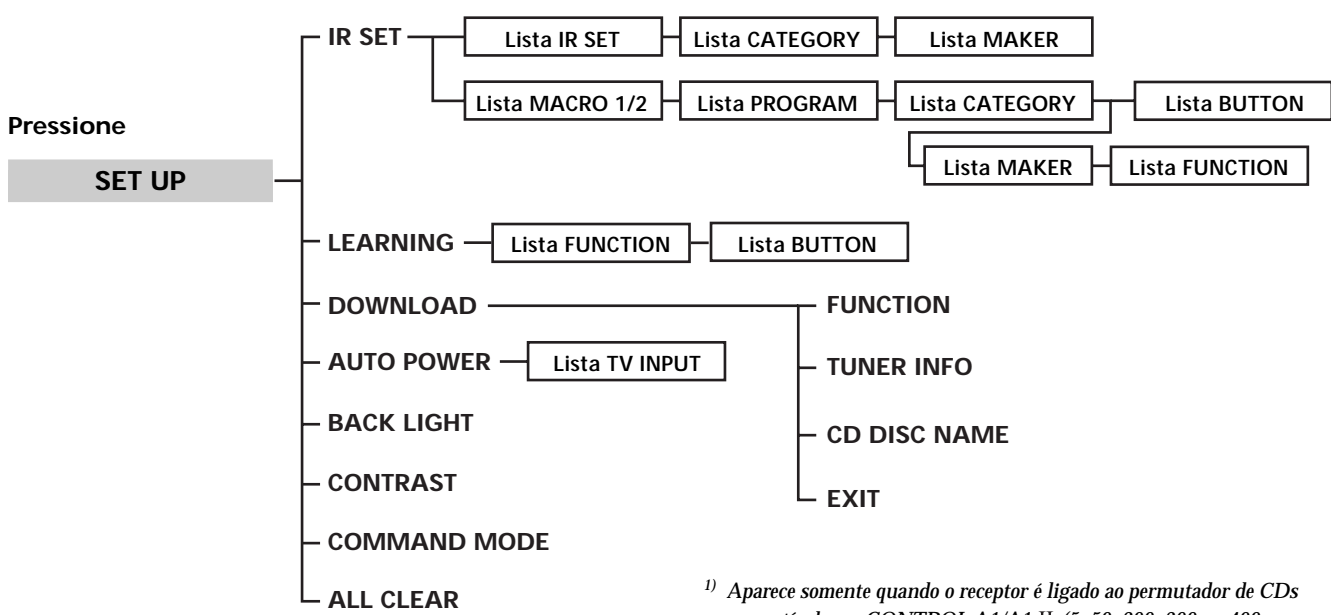 IR SET
Lista IR SET
Lista CATEGORY
Lista MAKER
Lista MACRO 1/2
Lista PROGRAM
Lista CATEGORY
Lista BUTTON
Lista MAKER
Lista FUNCTION
Pressione
SET UP
LEARNING
Lista FUNCTION
Lista BUTTON
DOWNLOAD
FUNCTION
AUTO POWER
Lista TV INPUT
TUNER INFO
BACK LIGHT
CD DISC NAME
CONTRAST
EXIT
COMMAND MODE
ALL CLEAR
1) Aparece somente quando o receptor é ligado ao permutador de CDs